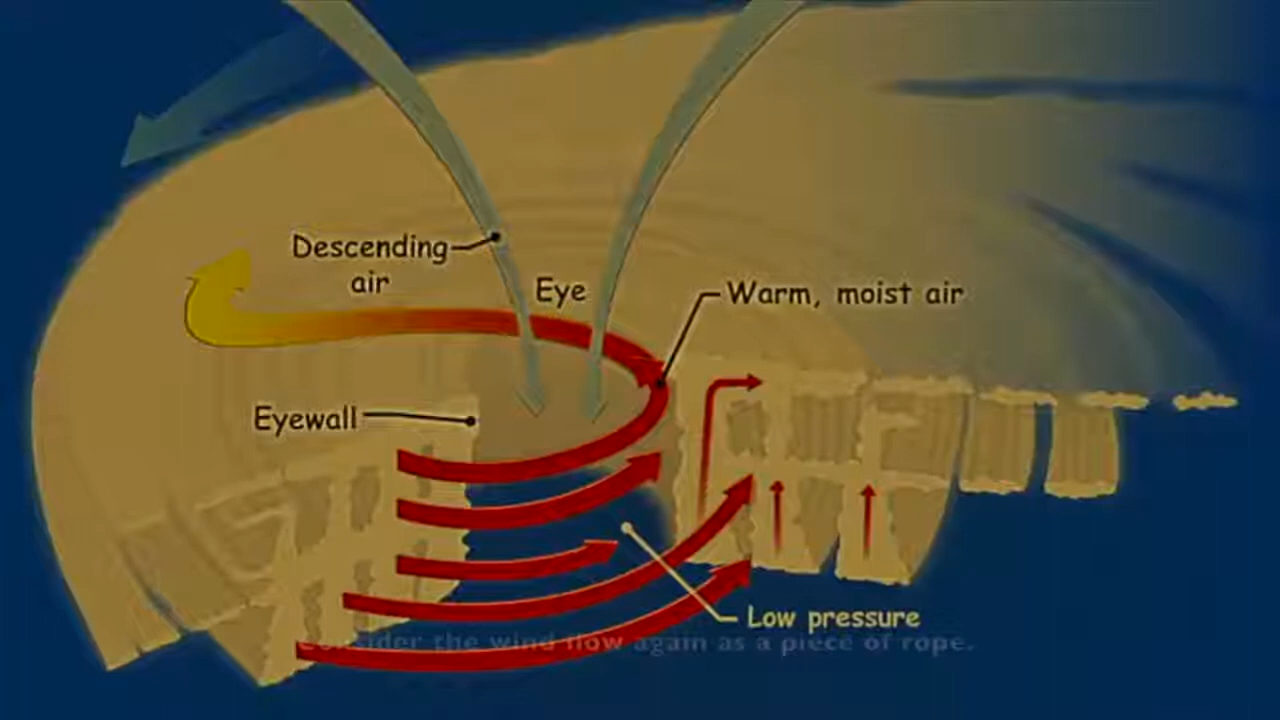 Descending
air
Eye
Warm, moist air
Eyewall
Low pressure
Consider the wind flow again as a piece of rope.